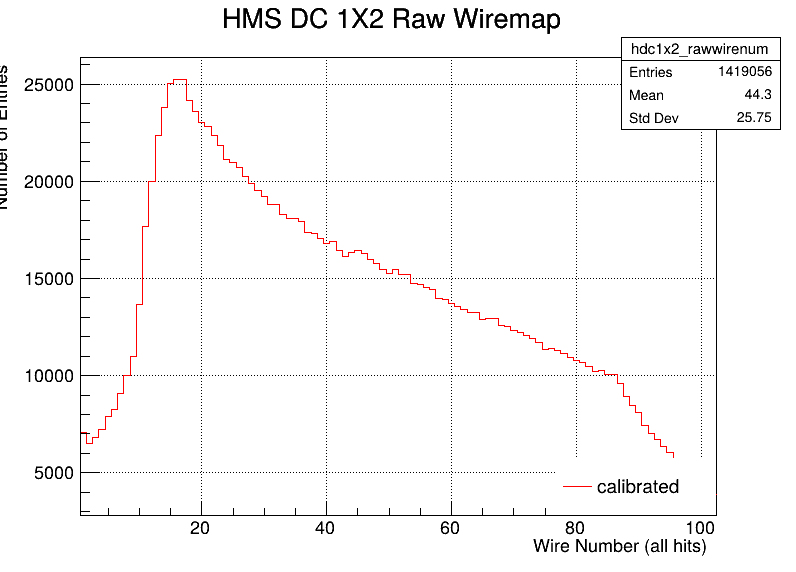 HMS DC 1X2 Raw Wiremap
hdc1x2_rawwirenum
Entries 1419056
Mean 44.3
Std Dev 25.75
Number of Entries
25000
20000
15000
10000
5000
calibrated
20 40 60 80 100
Wire Number (all hits)